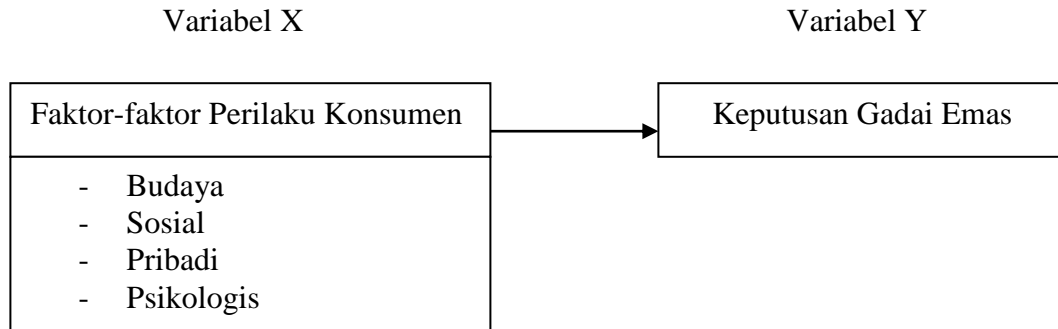 Variabel X
Variabel Y
Faktor-faktor Perilaku Konsumen
Keputusan Gadai Emas
- Budaya
- Sosial
- Pribadi
- Psikologis